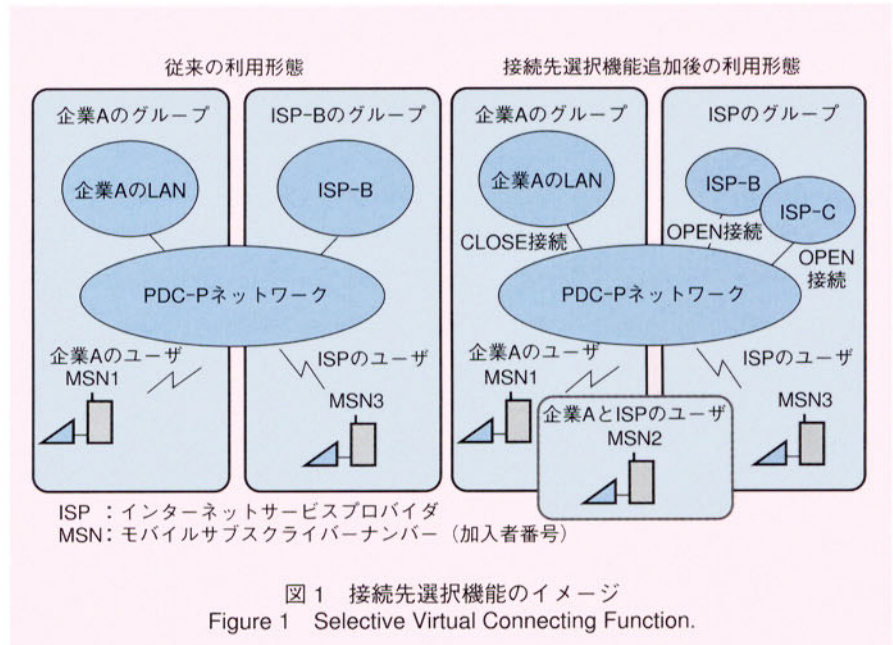 従来の利用形態
企業Aのグループ
企業AのLAN
ISP-Bのグループ
ISP-B
PDC-Pネットワーク
企業Aのユーザ
MSN1
ISPのユーザ
MSN3
接続先選択機能追加後の利用形態
企業Aのグループ
企業AのLAN
CLOSE接続
ISPのグループ
ISP-B
ISP-C
OPEN接続
OPEN
接続
PDC-Pネットワーク
企業Aのユーザ
MSN1
企業AとISPのユーザ
MSN2
ISPのユーザ
MSN3
ISP：インターネットサービスプロバイダ
MSN：モバイルサブスクライバーナンバー（加入者番号）
図1 接続先選択機能のイメージ
Figure 1 Selective Virtual Connecting Function.